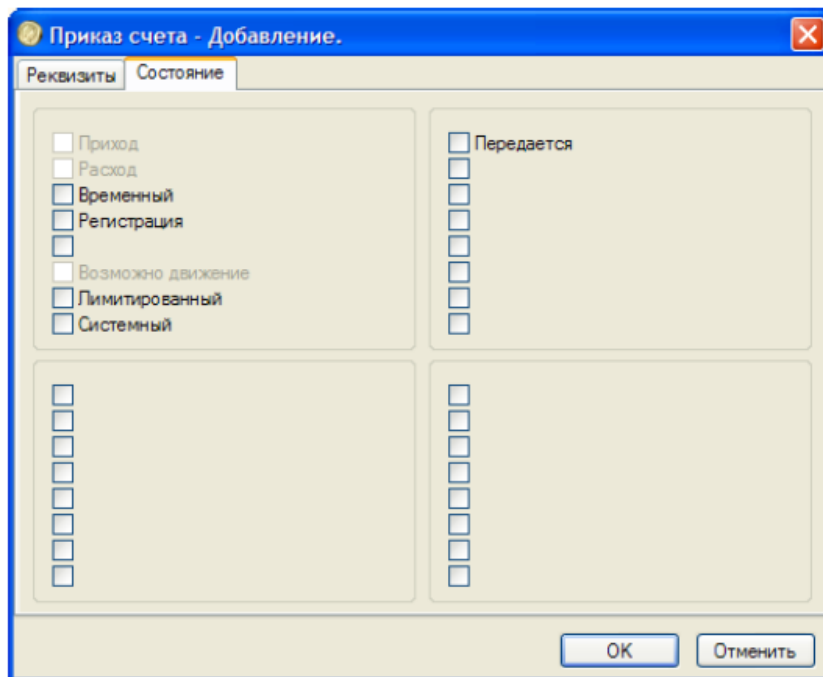 Приказ счета - Добавление.
Реквизиты
Состояние
Приход
Расход
Временный
Регистрация
Возможно движение
Лимитированный
Системный
Передается
OK
Отменить